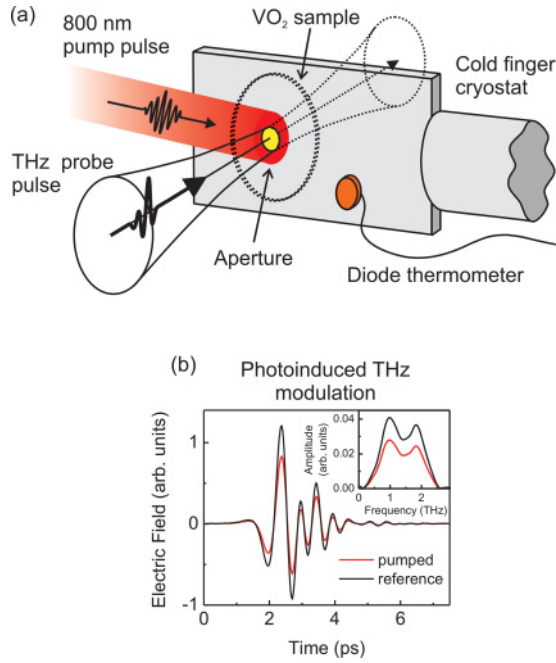 (a)
800 nm
pump pulse
VO₂ sample
Cold finger
cryostat
THz probe
pulse
Aperture
Diode thermometer
(b)
Photoinduced THz
modulation
Electric Field (arb. units)
1
0
-1
0 2 4 6
Time (ps)
Amplitude
(arb. units)
0.04
0.02
0.00
0 1 2
Frequency (THz)
pumped
reference